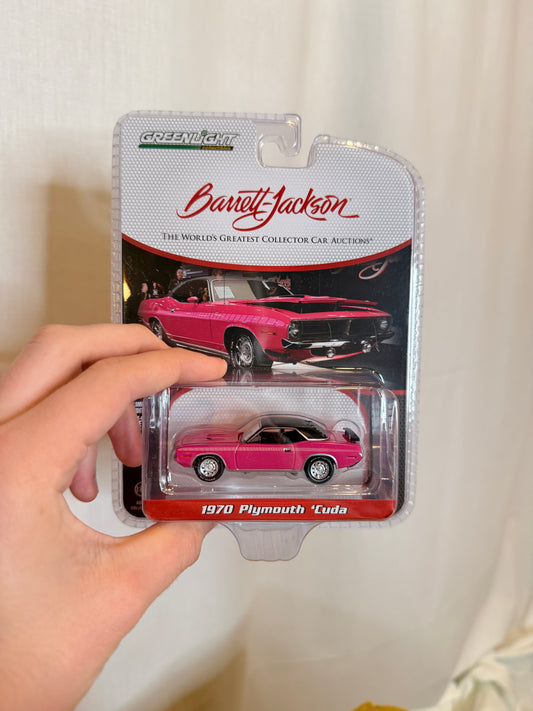 GREENLIGHT
Barrett-Jackson®
THE WORLD'S GREATEST COLLECTOR CAR AUCTIONS®
1970 Plymouth 'Cuda